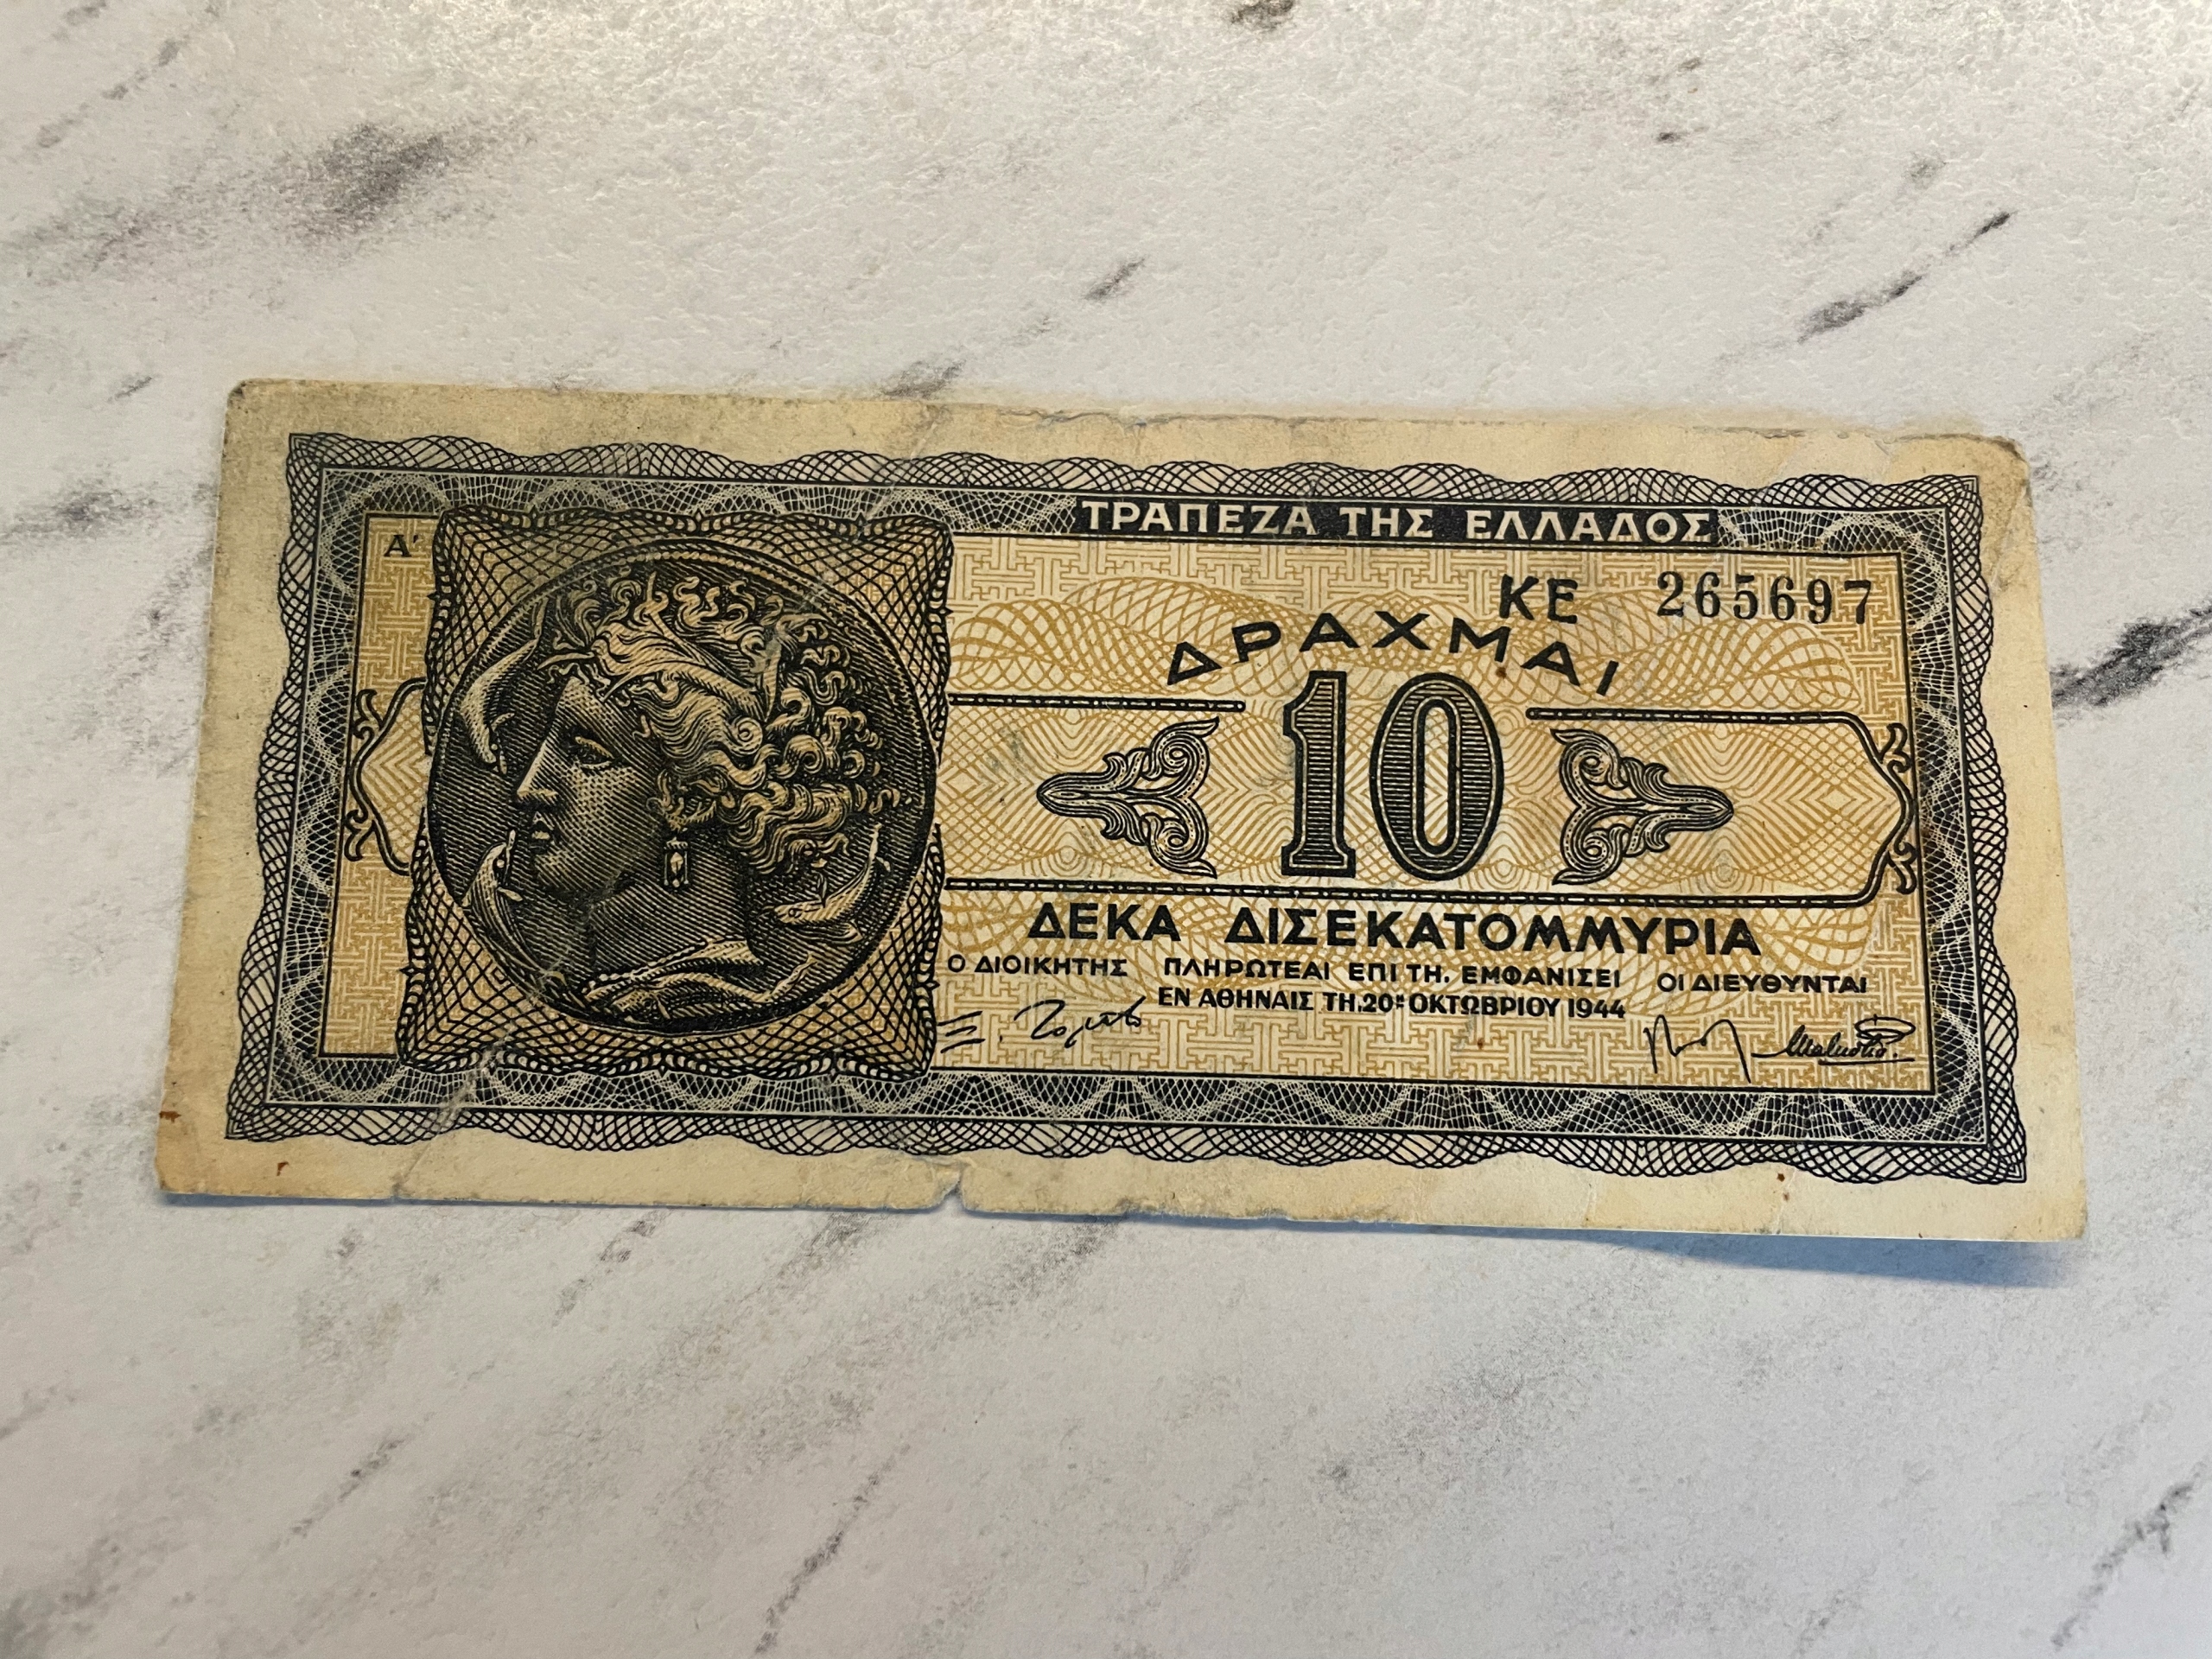 ΤΡΑΠΕΖΑ ΤΗΣ ΕΛΛΑΔΟΣ
Α'
ΚΕ 265697
ΔΡΑΧΜΑΙ
10
ΔΕΚΑ ΔΙΣΕΚΑΤΟΜΜΥΡΙΑ
Ο ΔΙΟΙΚΗΤΗΣ ΠΛΗΡΩΤΕΑΙ ΕΠΙ ΤΗ. ΕΜΦΑΝΙΣΕΙ ΟΙ ΔΙΕΥΘΥΝΤΑΙ
ΕΝ ΑΘΗΝΑΙΣ ΤΗ. 20ῌ ΟΚΤΩΒΡΙΟΥ 1944